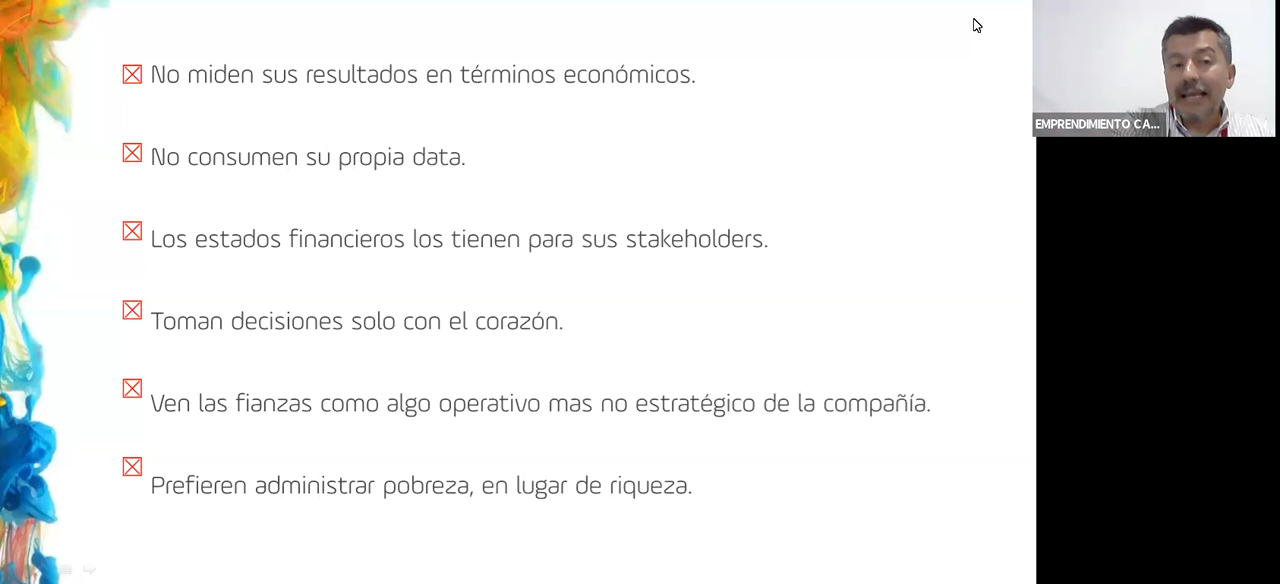 No miden sus resultados en términos económicos.
EMPRENDIMIENTO CA...
No consumen su propia data.
Los estados financieros los tienen para sus stakeholders.
Toman decisiones solo con el corazón.
Ven las fianzas como algo operativo mas no estratégico de la compañía.
Prefieren administrar pobreza, en lugar de riqueza.